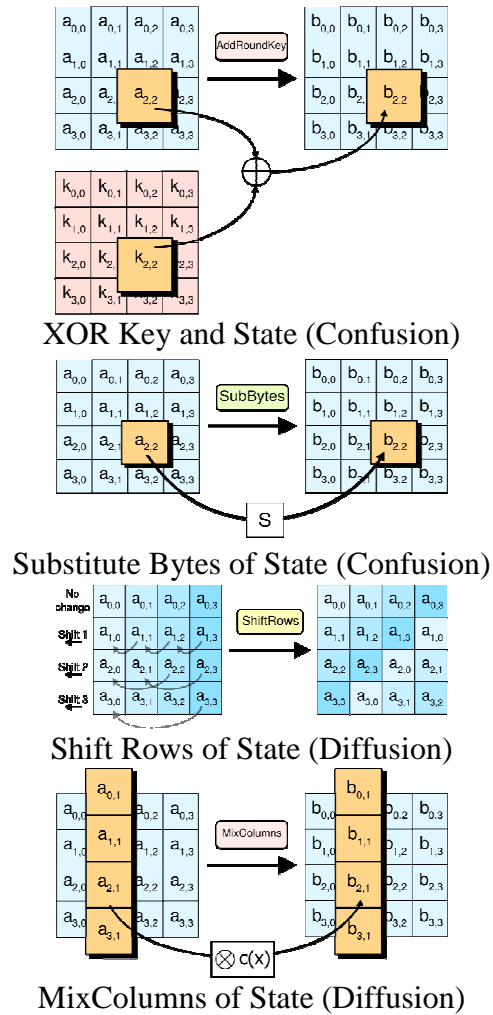 a0,0 a0,1 a0,2 a0,3 AddRoundKey b0,0 b0,1 b0,2 b0,3
a1,0 a1,1 a1,2 a1,3 b1,0 b1,1 b1,2 b1,3
a2,0 a2, a2,2 a2,3 b2,0 b2, b2,2 2,3
a3,0 a3,1 a3,2 a3,3 b3,0 b3,1 b3,2 b3,3
k0,0 k0,1 k0,2 k0,3
k1,0 k1,1 k1,2 k1,3
k2,0 k2, k2,2 2,3
k3,0 k3,1 k3,2 k3,3
XOR Key and State (Confusion)
a0,0 a0,1 a0,2 a0,3 SubBytes b0,0 b0,1 b0,2 b0,3
a1,0 a1,1 a1,2 a1,3 b1,0 b1,1 b1,2 b1,3
a2,0 a2,1 a2,2 a2,3 b2,0 b2,1 b2,2 b2,3
a3,0 a3,1 a3,2 a3,3 b3,0 b3,1 b3,2 b3,3
S
Substitute Bytes of State (Confusion)
No
change a0,0 a0,1 a0,2 a0,3 ShiftRows a0,0 a0,1 a0,2 a0,3
Shift 1 a1,0 a1,1 a1,2 a1,3 a1,1 a1,2 a1,3 a1,0
Shift 2 a2,0 a2,1 a2,2 a2,3 a2,2 a2,3 a2,0 a2,1
Shift 3 a3,0 a3,1 a3,2 a3,3 a3,3 a3,0 a3,1 a3,2
Shift Rows of State (Diffusion)
a0,0 a0,1 a0,2 a0,3 MixColumns b0,0 b0,1 b0,2 b0,3
a1,0 a1,1 a1,2 a1,3 b1,0 b1,1 b1,2 b1,3
a2,0 a2,1 a2,2 a2,3 b2,0 b2,1 b2,2 b2,3
a3,0 a3,1 a3,2 a3,3 b3,0 b3,1 b3,2 b3,3
⊗ c(x)
MixColumns of State (Diffusion)